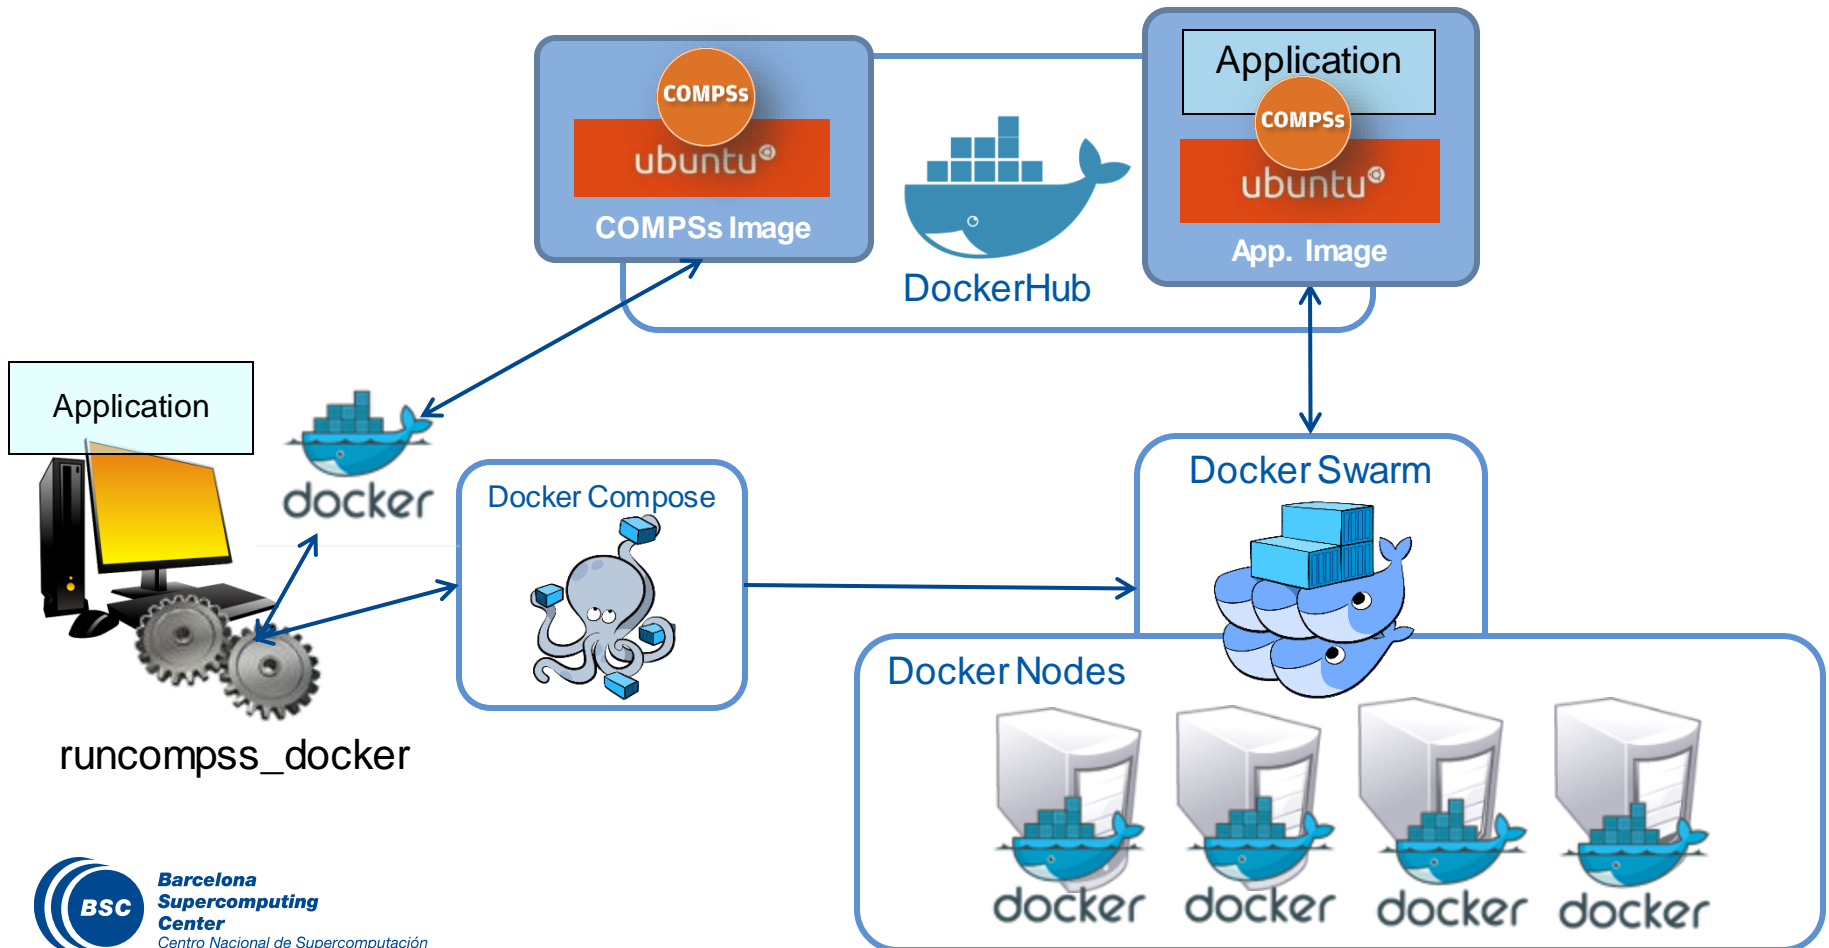 COMPSs
ubuntu
COMPSs Image
DockerHub
Application
COMPSs
ubuntu
App. Image
Application
docker
Docker Compose
Docker Swarm
Docker Nodes
runcompss_docker
docker
docker
docker
docker
BSC
Barcelona
Supercomputing
Center
Centro Nacional de Supercomputación